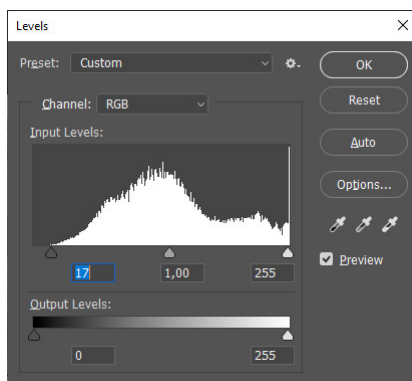 Levels
Preset: Custom
OK
Channel: RGB
Reset
Input Levels:
Auto
Options...
17 1,00 255
Preview
Output Levels:
0 255